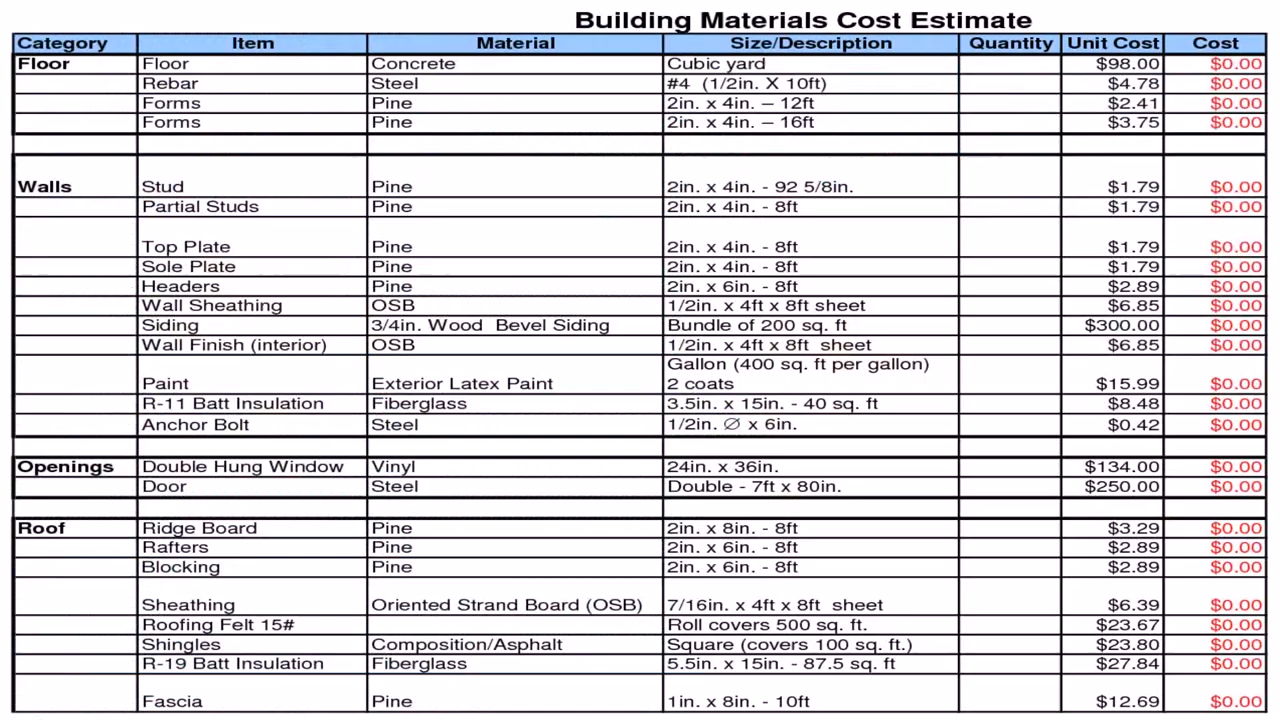 Building Materials Cost Estimate
Category Item Material Size/Description Quantity Unit Cost Cost
Floor Floor Concrete Cubic yard $98.00 $0.00
Rebar Steel #4 (1/2in. X 10ft) $4.78 $0.00
Forms Pine 2in. x 4in. – 12ft $2.41 $0.00
Forms Pine 2in. x 4in. – 16ft $3.75 $0.00
Walls Stud Pine 2in. x 4in. - 92 5/8in. $1.79 $0.00
Partial Studs Pine 2in. x 4in. - 8ft $1.79 $0.00
Top Plate Pine 2in. x 4in. - 8ft $1.79 $0.00
Sole Plate Pine 2in. x 4in. - 8ft $1.79 $0.00
Headers Pine 2in. x 6in. - 8ft $2.89 $0.00
Wall Sheathing OSB 1/2in. x 4ft x 8ft sheet $6.85 $0.00
Siding 3/4in. Wood Bevel Siding Bundle of 200 sq. ft $300.00 $0.00
Wall Finish (interior) OSB 1/2in. x 4ft x 8ft sheet $6.85 $0.00
Gallon (400 sq. ft per gallon)
Paint Exterior Latex Paint 2 coats $15.99 $0.00
R-11 Batt Insulation Fiberglass 3.5in. x 15in. - 40 sq. ft $8.48 $0.00
Anchor Bolt Steel 1/2in. ∅ x 6in. $0.42 $0.00
Openings Double Hung Window Vinyl 24in. x 36in. $134.00 $0.00
Door Steel Double - 7ft x 80in. $250.00 $0.00
Roof Ridge Board Pine 2in. x 8in. - 8ft $3.29 $0.00
Rafters Pine 2in. x 6in. - 8ft $2.89 $0.00
Blocking Pine 2in. x 6in. - 8ft $2.89 $0.00
Sheathing Oriented Strand Board (OSB) 7/16in. x 4ft x 8ft sheet $6.39 $0.00
Roofing Felt 15# Roll covers 500 sq. ft. $23.67 $0.00
Shingles Composition/Asphalt Square (covers 100 sq. ft.) $23.80 $0.00
R-19 Batt Insulation Fiberglass 5.5in. x 15in. - 87.5 sq. ft $27.84 $0.00
Fascia Pine 1in. x 8in. - 10ft $12.69 $0.00